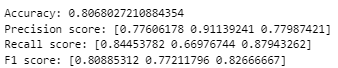 Accuracy: 0.8068027210884354
Precision score: [0.77606178 0.91139241 0.77987421]
Recall score: [0.84453782 0.66976744 0.87943262]
F1 score: [0.80885312 0.77211796 0.82666667]